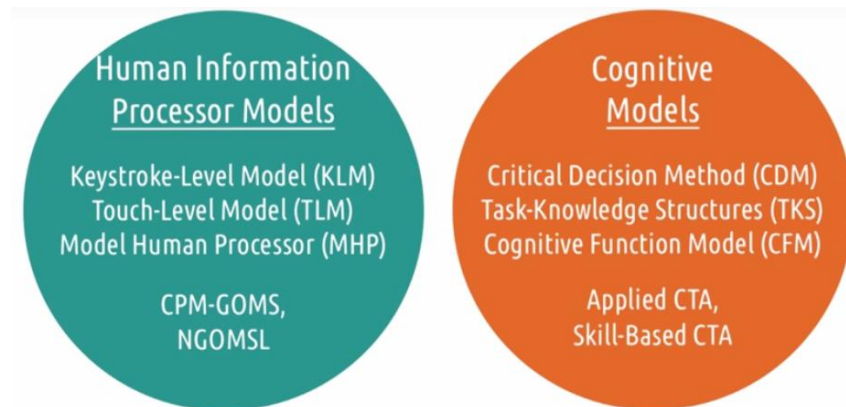 Human Information
Processor Models
Keystroke-Level Model (KLM)
Touch-Level Model (TLM)
Model Human Processor (MHP)
CPM-GOMS,
NGOMSL
Cognitive
Models
Critical Decision Method (CDM)
Task-Knowledge Structures (TKS)
Cognitive Function Model (CFM)
Applied CTA,
Skill-Based CTA